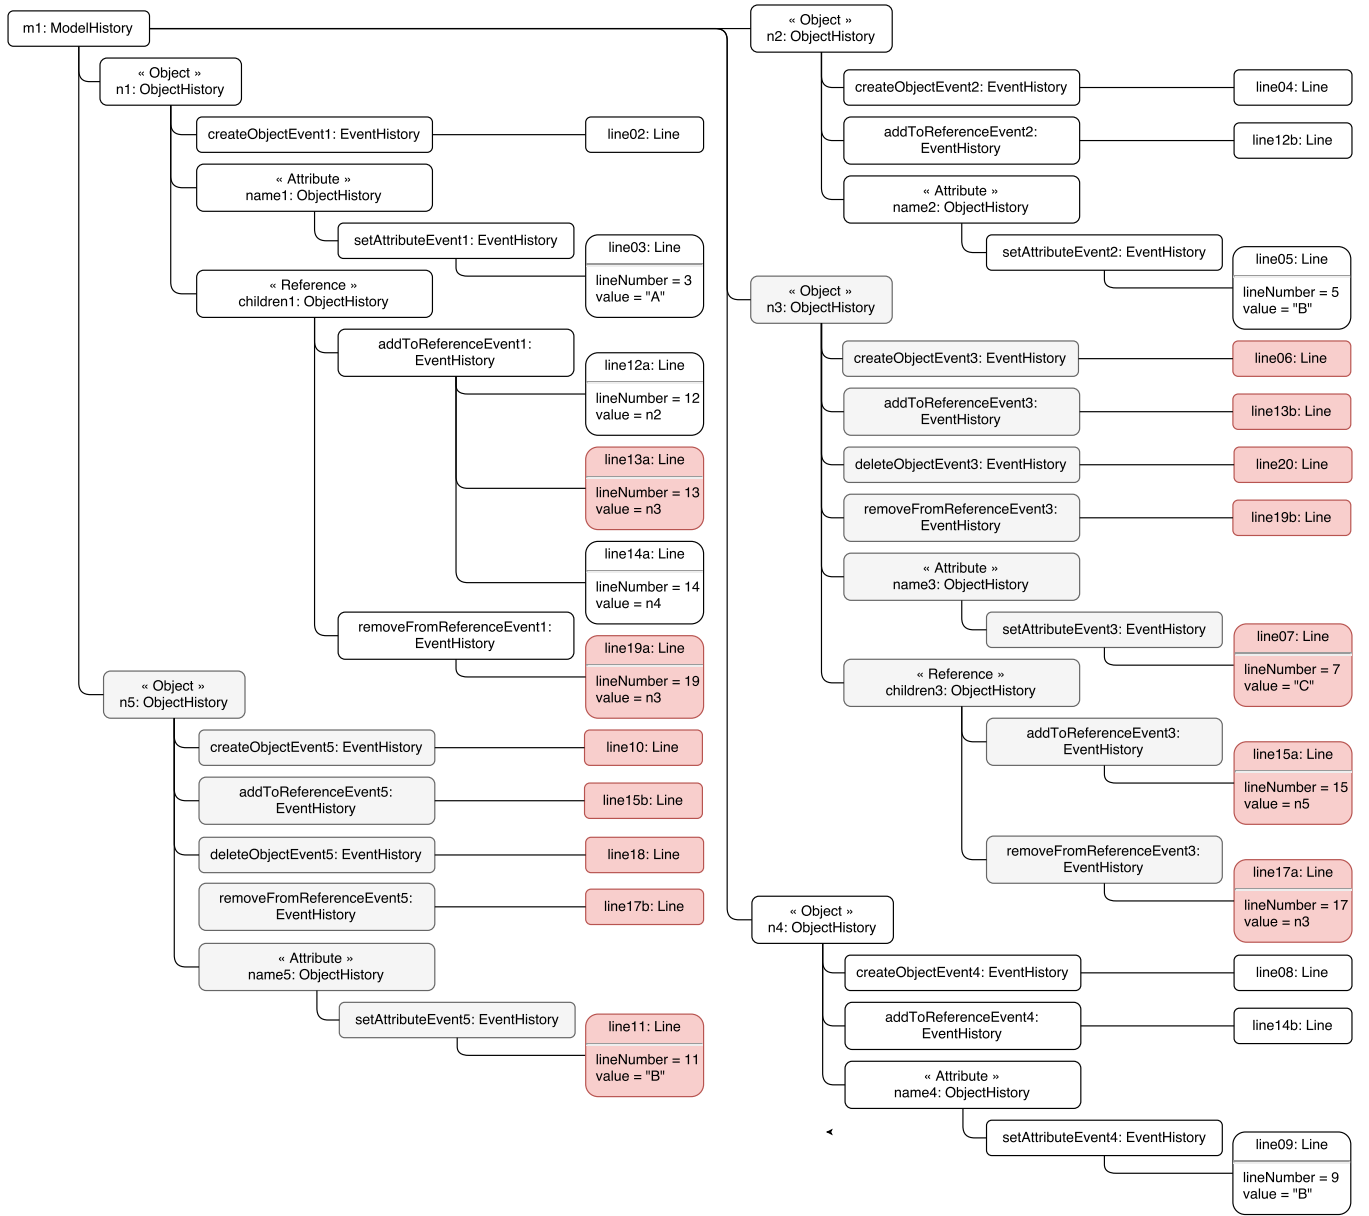 m1: ModelHistory
« Object »
n1: ObjectHistory
createObjectEvent1: EventHistory
line02: Line
« Attribute »
name1: ObjectHistory
setAttributeEvent1: EventHistory
line03: Line
lineNumber = 3
value = "A"
« Reference »
children1: ObjectHistory
addToReferenceEvent1:
EventHistory
line12a: Line
lineNumber = 12
value = n2
line13a: Line
lineNumber = 13
value = n3
line14a: Line
lineNumber = 14
value = n4
removeFromReferenceEvent1:
EventHistory
line19a: Line
lineNumber = 19
value = n3
« Object »
n5: ObjectHistory
createObjectEvent5: EventHistory
line10: Line
addToReferenceEvent5:
EventHistory
line15b: Line
deleteObjectEvent5: EventHistory
line18: Line
removeFromReferenceEvent5:
EventHistory
line17b: Line
« Attribute »
name5: ObjectHistory
setAttributeEvent5: EventHistory
line11: Line
lineNumber = 11
value = "B"
« Object »
n2: ObjectHistory
createObjectEvent2: EventHistory
line04: Line
addToReferenceEvent2:
EventHistory
line12b: Line
« Attribute »
name2: ObjectHistory
setAttributeEvent2: EventHistory
line05: Line
lineNumber = 5
value = "B"
« Object »
n3: ObjectHistory
createObjectEvent3: EventHistory
line06: Line
addToReferenceEvent3:
EventHistory
line13b: Line
deleteObjectEvent3: EventHistory
line20: Line
removeFromReferenceEvent3:
EventHistory
line19b: Line
« Attribute »
name3: ObjectHistory
setAttributeEvent3: EventHistory
line07: Line
lineNumber = 7
value = "C"
« Reference »
children3: ObjectHistory
addToReferenceEvent3:
EventHistory
line15a: Line
lineNumber = 15
value = n5
removeFromReferenceEvent3:
EventHistory
line17a: Line
lineNumber = 17
value = n3
« Object »
n4: ObjectHistory
createObjectEvent4: EventHistory
line08: Line
addToReferenceEvent4:
EventHistory
line14b: Line
« Attribute »
name4: ObjectHistory
setAttributeEvent4: EventHistory
line09: Line
lineNumber = 9
value = "B"